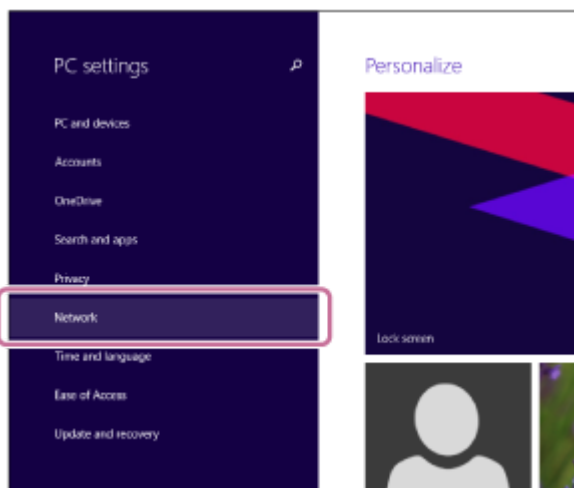 PC settings
Personalize
PC and devices
Accounts
OneDrive
Search and apps
Privacy
Network
Time and language
Ease of Access
Update and recovery
Lock screen